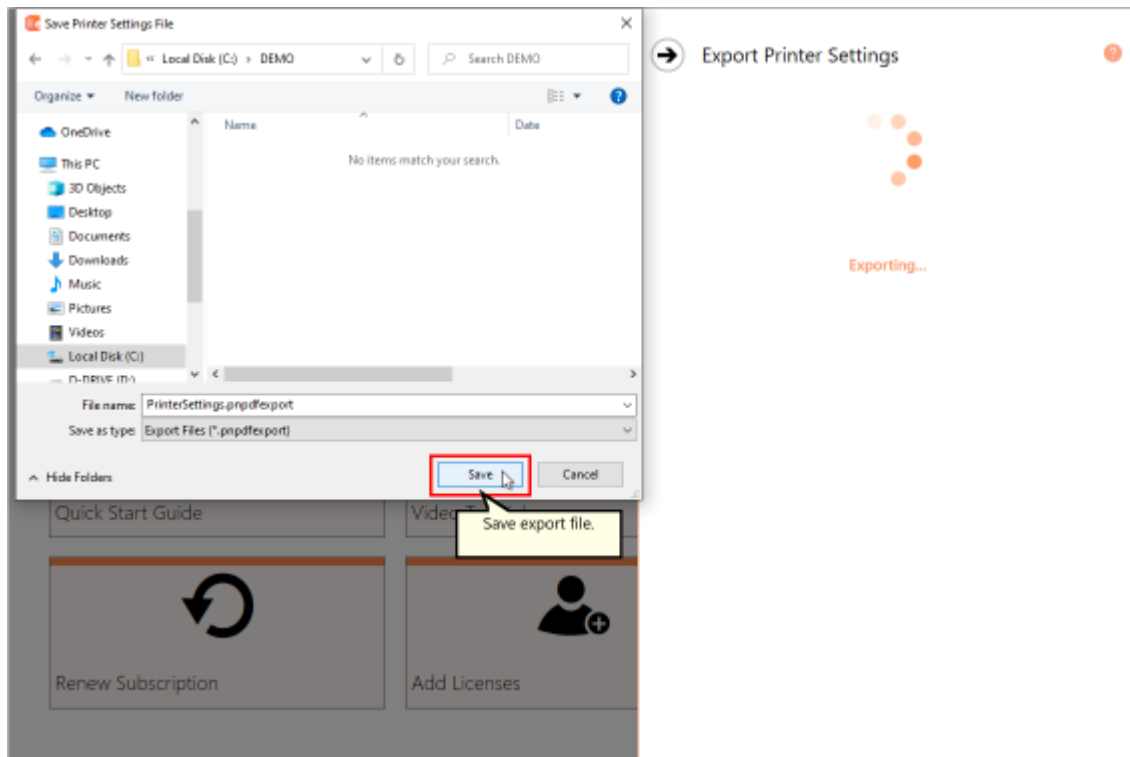 Save Printer Settings File
« Local Disk (C:) › DEMO
Search DEMO
Organize
New folder
OneDrive
This PC
3D Objects
Desktop
Documents
Downloads
Music
Pictures
Videos
Local Disk (C:)
D-DRIVE (D:)
Name
Date
No items match your search.
File name: PrinterSettings.pnpdfexport
Save as type: Export Files (*.pnpdfexport)
Hide Folders
Save
Cancel
Save export file.
Quick Start Guide
Video
Renew Subscription
Add Licenses
Export Printer Settings
Exporting...